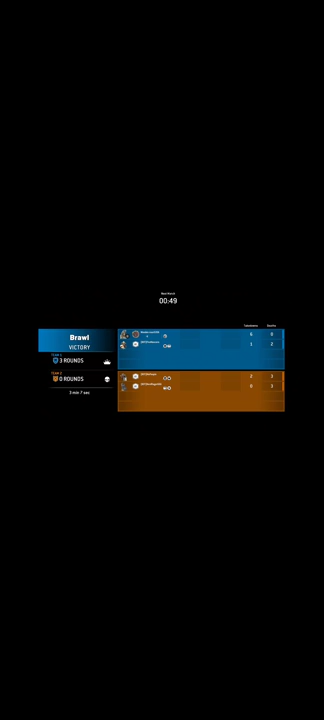 Next Match
00:49
Takedowns Deaths
Brawl
VICTORY
6 0
1 2
TEAM 1
3 ROUNDS
TEAM 2
0 ROUNDS
2 3
0 3
3 min 7 sec